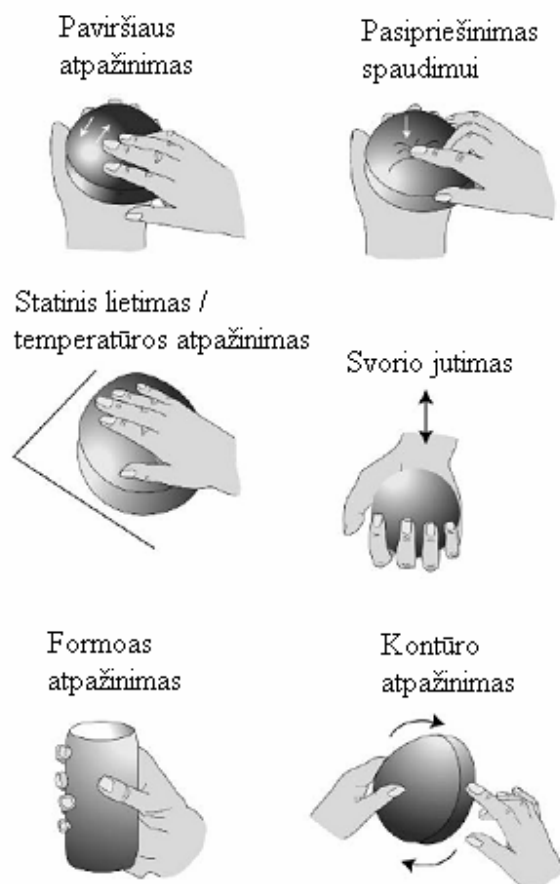 Paviršiaus
atpažinimas
Pasipriešinimas
spaudimui
Statinis lietimas /
temperatūros atpažinimas
Svorio jutimas
Formoas
atpažinimas
Kontūro
atpažinimas